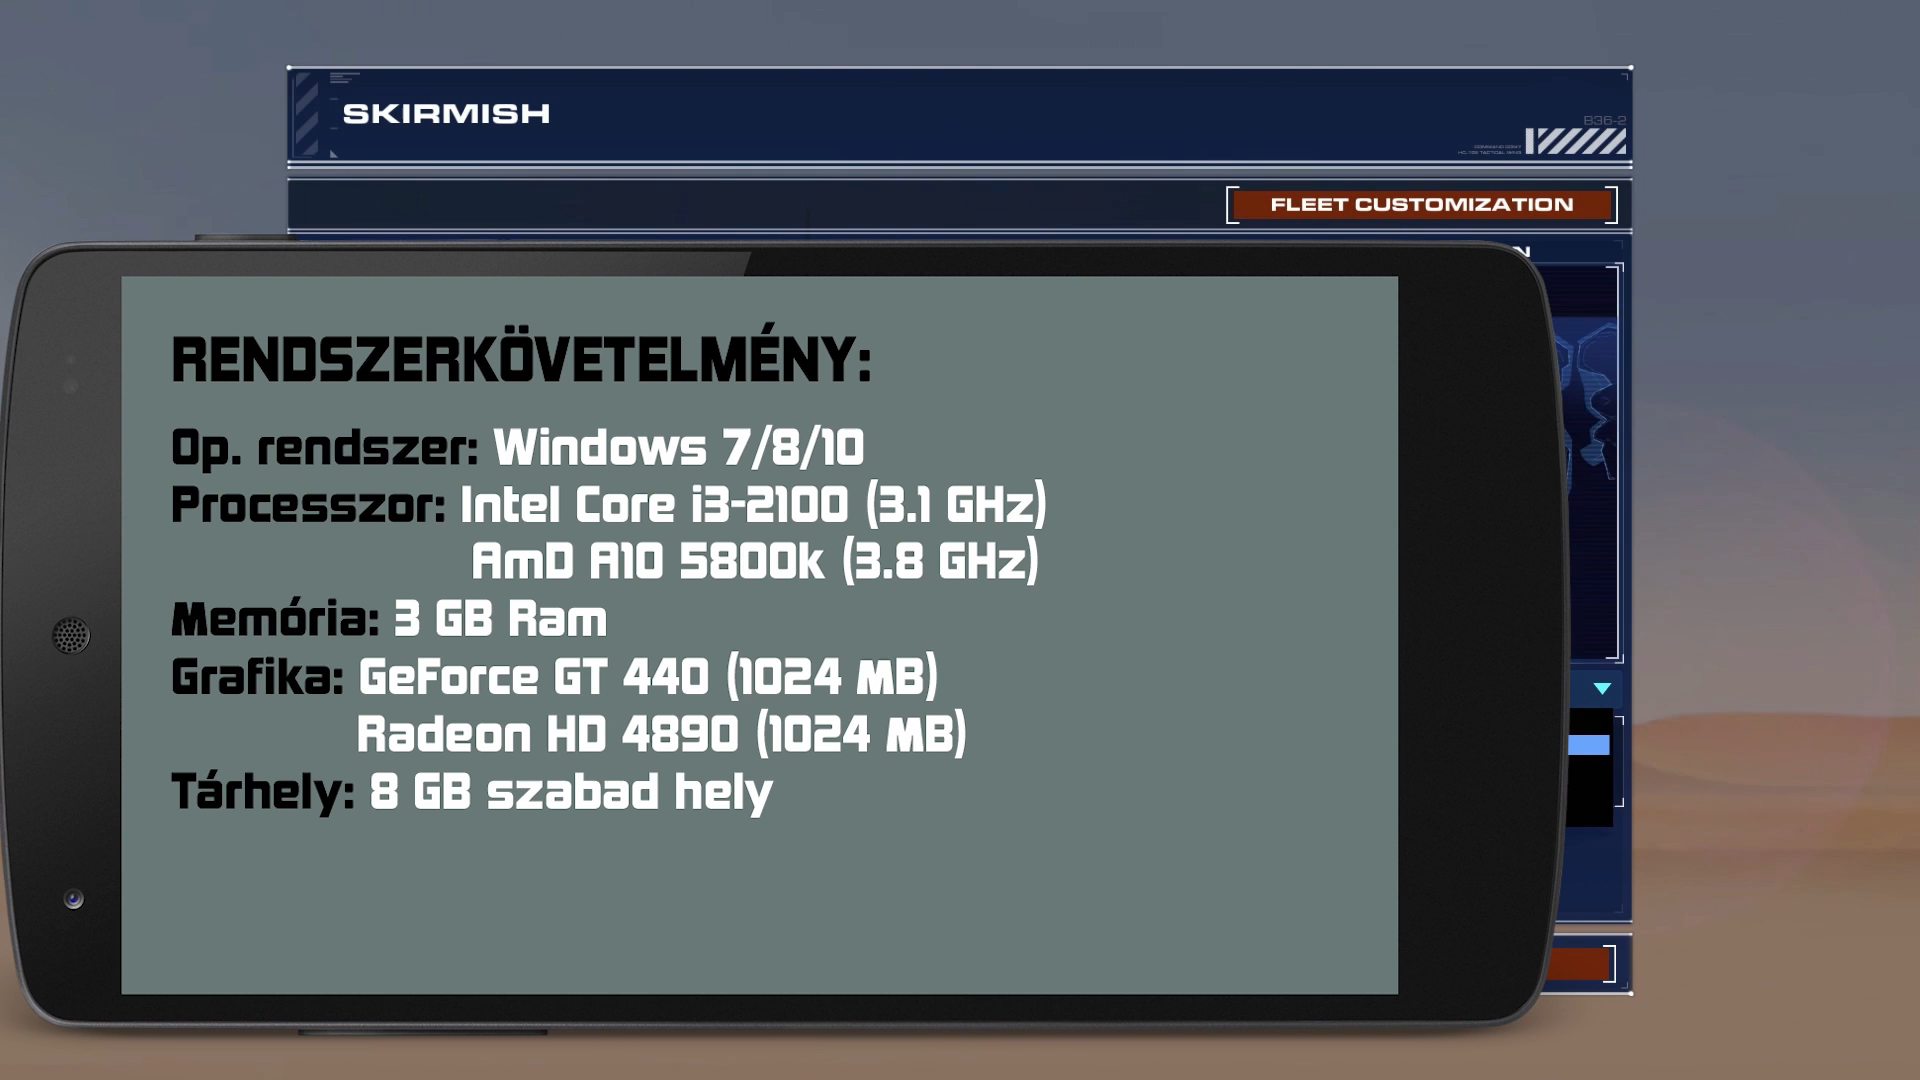 SKIRMISH
B36-2
FLEET CUSTOMIZATION
N
RENDSZERKÖVETELMÉNY:
Op. rendszer: Windows 7/8/10
Processzor: Intel Core i3-2100 (3.1 GHz)
AmD A10 5800k (3.8 GHz)
Memória: 3 GB Ram
Grafika: GeForce GT 440 (1024 MB)
Radeon HD 4890 (1024 MB)
Tárhely: 8 GB szabad hely